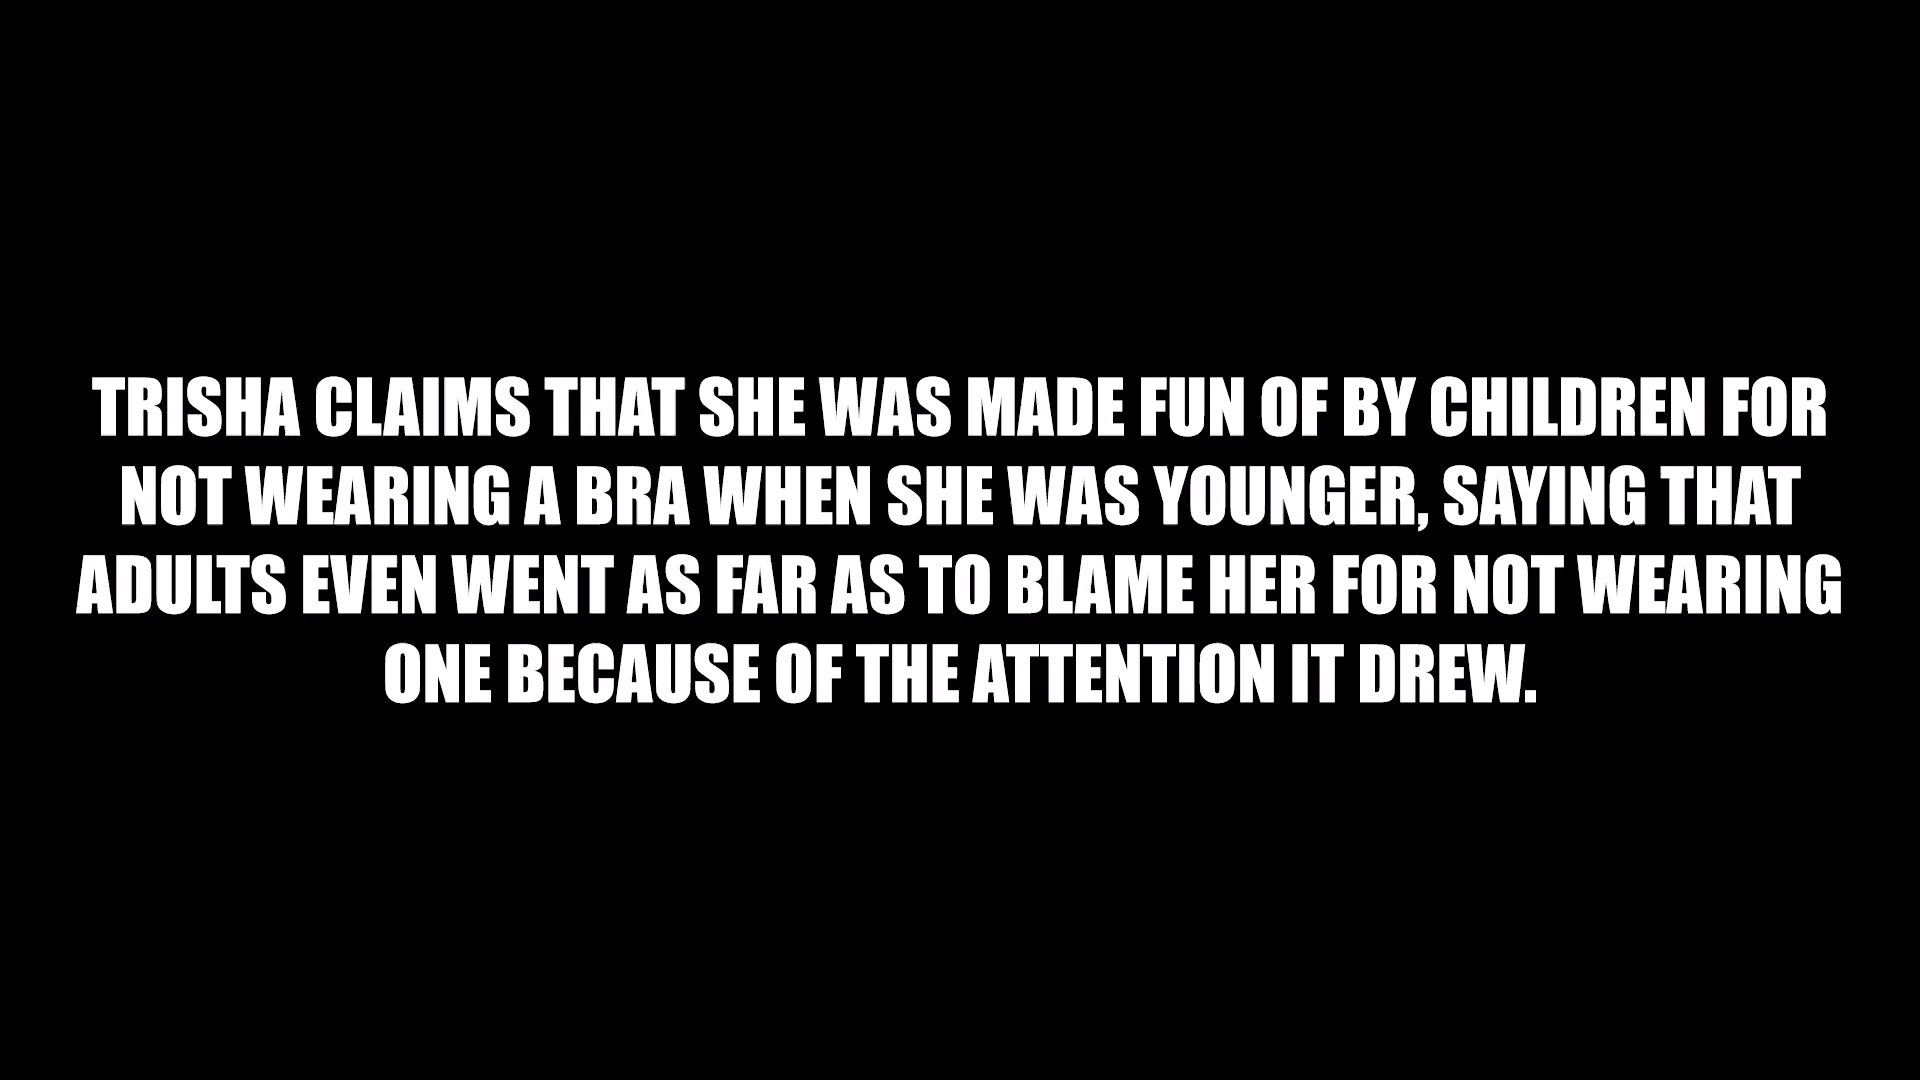 TRISHA CLAIMS THAT SHE WAS MADE FUN OF BY CHILDREN FOR
NOT WEARING A BRA WHEN SHE WAS YOUNGER, SAYING THAT
ADULTS EVEN WENT AS FAR AS TO BLAME HER FOR NOT WEARING
ONE BECAUSE OF THE ATTENTION IT DREW.